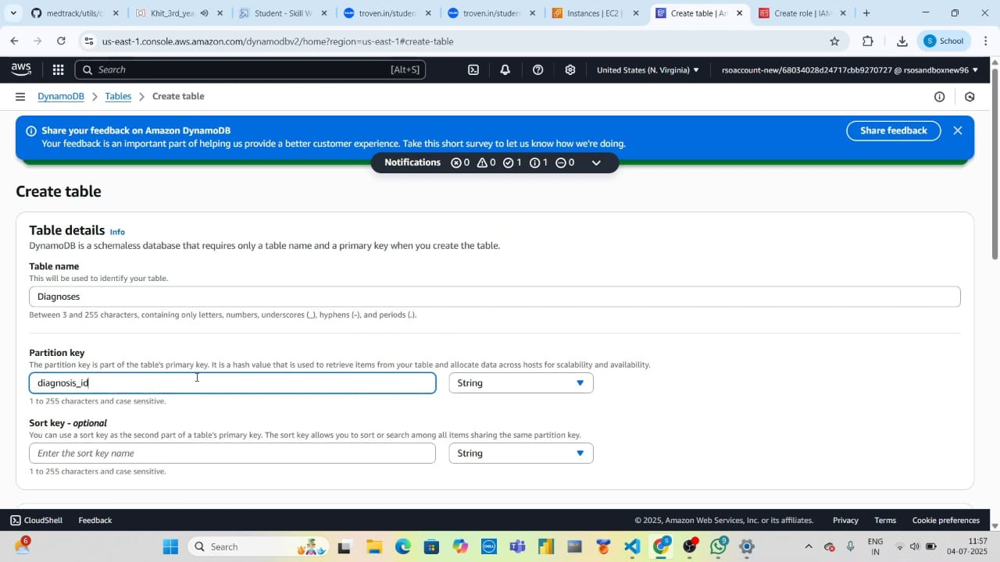 medtrack/utils/c
Khit_3rd_yea
Student - Skill W
troven.in/studen
troven.in/studen
Instances | EC2 |
Create table | An
Create role | IAM
us-east-1.console.aws.amazon.com/dynamodbv2/home?region=us-east-1#create-table
S School
aws
Search [Alt+S]
United States (N. Virginia)
rsoaccount-new/68034028d24717cbb9270727 @ rsosandboxnew96
DynamoDB > Tables > Create table
Share your feedback on Amazon DynamoDB
Your feedback is an important part of helping us provide a better customer experience. Take this short survey to let us know how we're doing.
Share feedback
Notifications 0 0 1 1 0
Create table
Table details Info
DynamoDB is a schemaless database that requires only a table name and a primary key when you create the table.
Table name
This will be used to identify your table.
Diagnoses
Between 3 and 255 characters, containing only letters, numbers, underscores (_), hyphens (-), and periods (.).
Partition key
The partition key is part of the table's primary key. It is a hash value that is used to retrieve items from your table and allocate data across hosts for scalability and availability.
diagnosis_id
String
1 to 255 characters and case sensitive.
Sort key - optional
You can use a sort key as the second part of a table's primary key. The sort key allows you to sort or search among all items sharing the same partition key.
Enter the sort key name
String
1 to 255 characters and case sensitive.
CloudShell Feedback
© 2025, Amazon Web Services, Inc. or its affiliates.
Privacy Terms Cookie preferences
6
Search
DELL
5
9
ENG
IN
11:57
04-07-2025